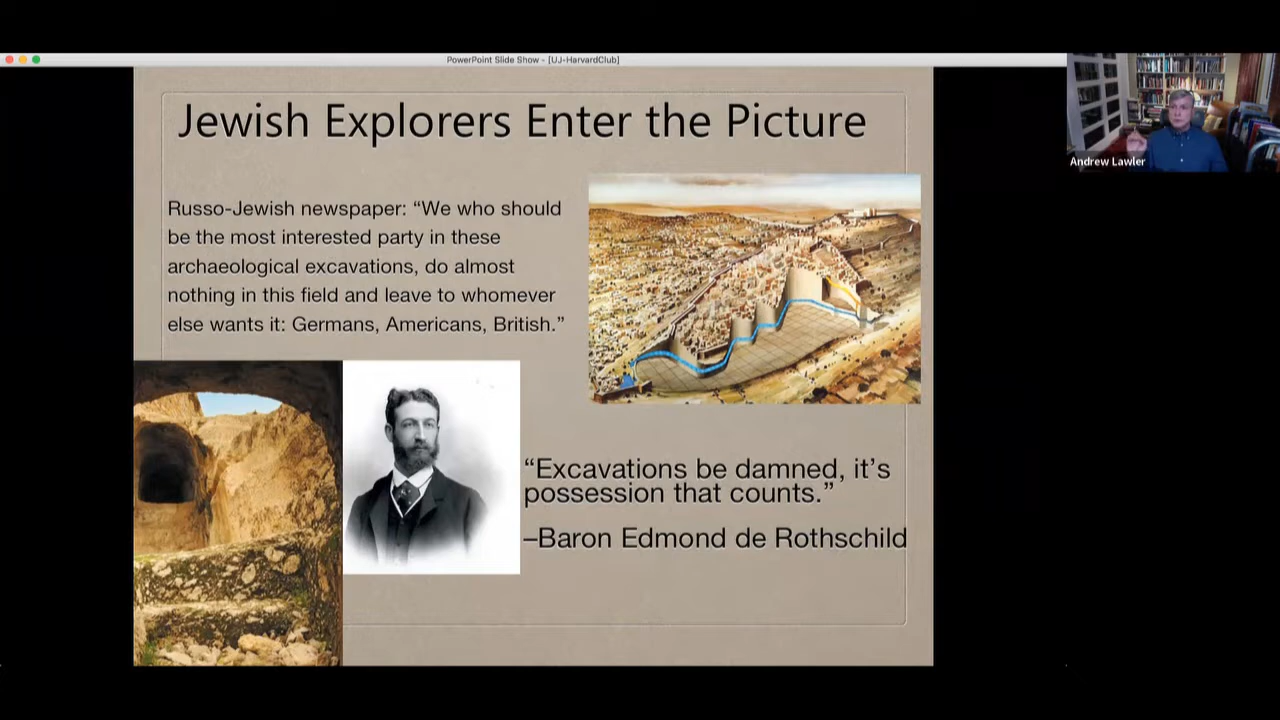 PowerPoint Slide Show - [UJ-HarvardClub]
Jewish Explorers Enter the Picture
Russo-Jewish newspaper: “We who should
be the most interested party in these
archaeological excavations, do almost
nothing in this field and leave to whomever
else wants it: Germans, Americans, British.”
“Excavations be damned, it’s
possession that counts.”
–Baron Edmond de Rothschild
Andrew Lawler